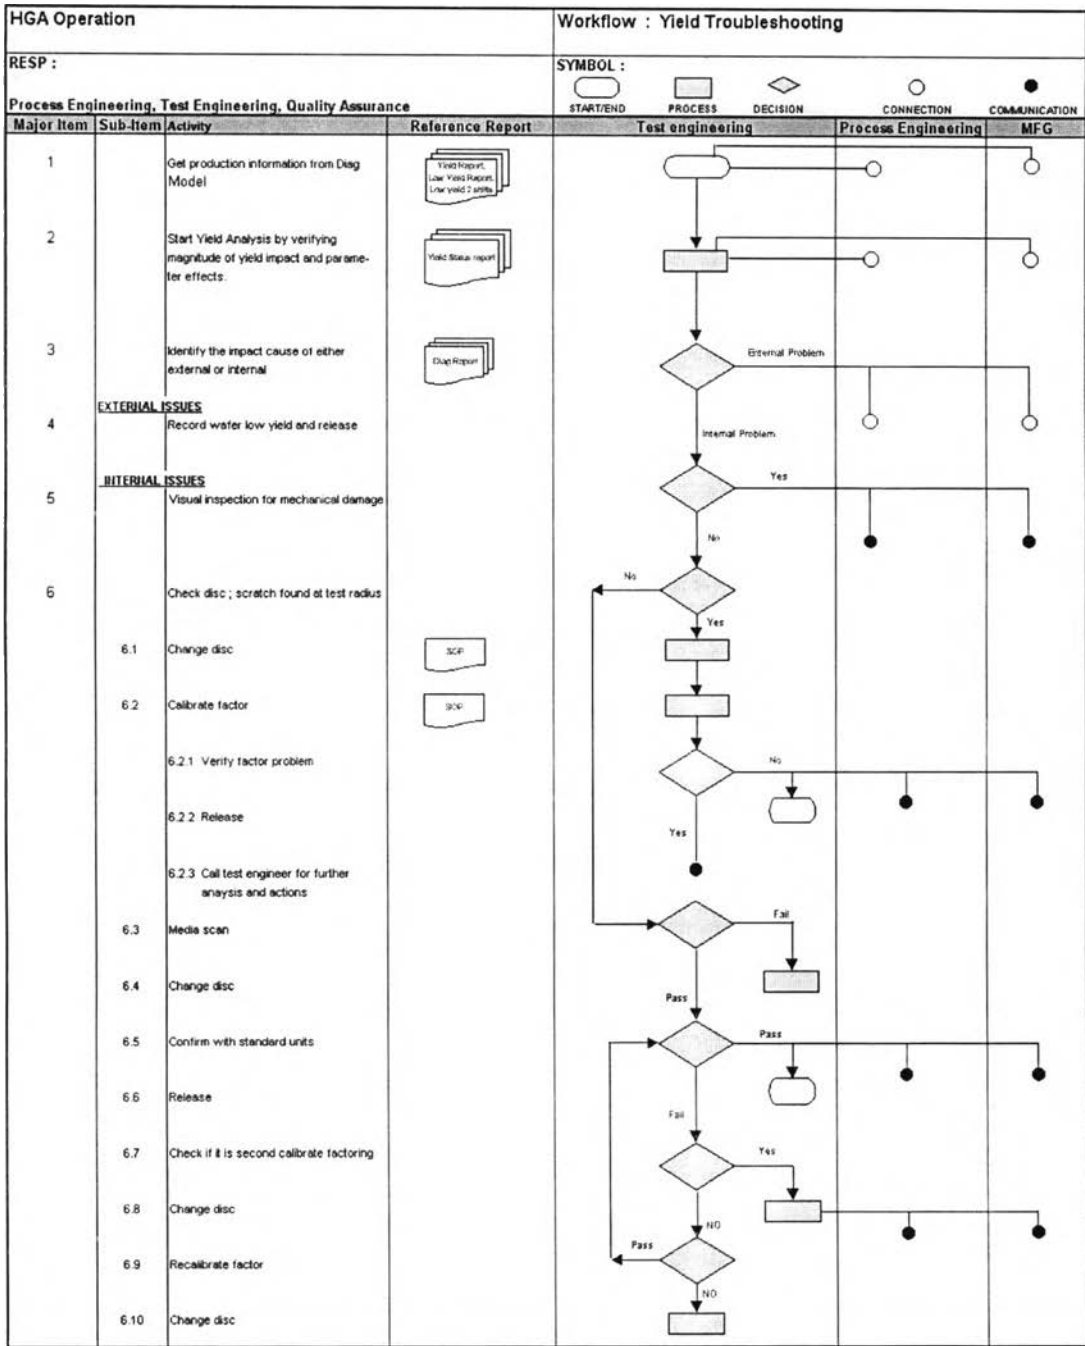 HGA Operation
Workflow : Yield Troubleshooting
RESP :
Process Engineering, Test Engineering, Quality Assurance
SYMBOL :
START/END PROCESS DECISION CONNECTION COMMUNICATION
Major Item Sub-Item Activity Reference Report Test engineering Process Engineering MFG
1
Get production information from Diag
Model
Yield Report,
Low Yield Report,
Low yield 2 shifts
2
Start Yield Analysis by verifying
magnitude of yield impact and parame-
ter effects.
Yield Status report
3
Identify the impact cause of either
external or internal
Diag Report
External Problem
EXTERNAL ISSUES
4
Record wafer low yield and release
Internal Problem
INTERNAL ISSUES
5
Visual inspection for mechanical damage
Yes
No
6
Check disc ; scratch found at test radius
No
Yes
6.1 Change disc
SOP
6.2 Calibrate factor
SOP
6.2.1 Verify factor problem
No
6.2.2 Release
Yes
6.2.3 Call test engineer for further
anaysis and actions
6.3 Media scan
Fail
6.4 Change disc
Pass
6.5 Confirm with standard units
Pass
6.6 Release
Fail
6.7 Check if it is second calibrate factoring
Yes
6.8 Change disc
NO
6.9 Recalibrate factor
Pass
NO
6.10 Change disc